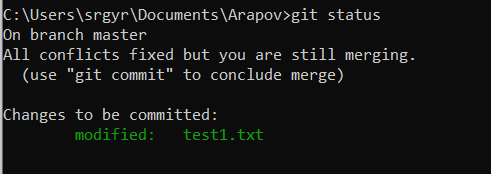 C:\Users\srgyr\Documents\Arapov>git status
On branch master
All conflicts fixed but you are still merging.
  (use "git commit" to conclude merge)

Changes to be committed:
        modified:   test1.txt